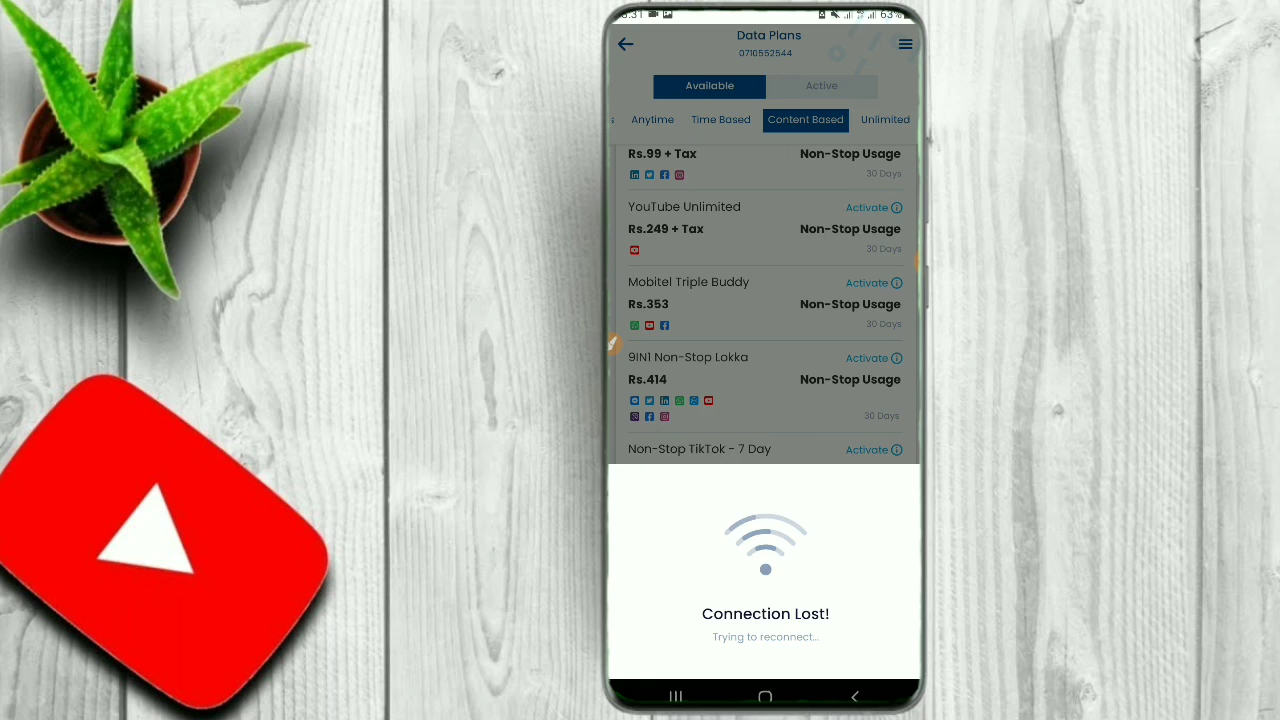 63%
Data Plans
0710552544
Available
Active
Anytime
Time Based
Content Based
Unlimited
Rs.99 + Tax
Non-Stop Usage
30 Days
YouTube Unlimited
Activate
Rs.249 + Tax
Non-Stop Usage
30 Days
Mobitel Triple Buddy
Activate
Rs.353
Non-Stop Usage
30 Days
9IN1 Non-Stop Lokka
Activate
Rs.414
Non-Stop Usage
30 Days
Non-Stop TikTok - 7 Day
Activate
Connection Lost!
Trying to reconnect...